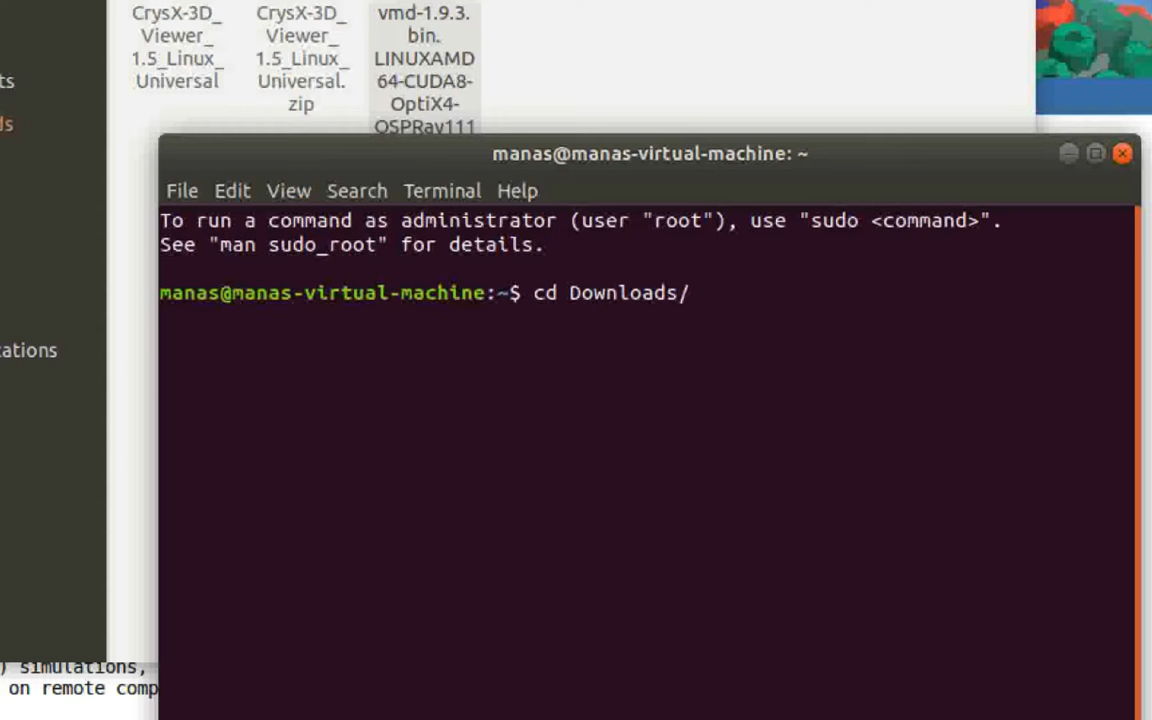 CrysX-3D_
Viewer_
1.5_Linux_
Universal
CrysX-3D_
Viewer_
1.5_Linux_
Universal.
zip
vmd-1.9.3.
bin.
LINUXAMD
64-CUDA8-
OptiX4-
OSPRay111
ts
ds
cations
manas@manas-virtual-machine: ~
File Edit View Search Terminal Help
To run a command as administrator (user "root"), use "sudo <command>".
See "man sudo_root" for details.
manas@manas-virtual-machine:~$ cd Downloads/
) simulations,
on remote comp